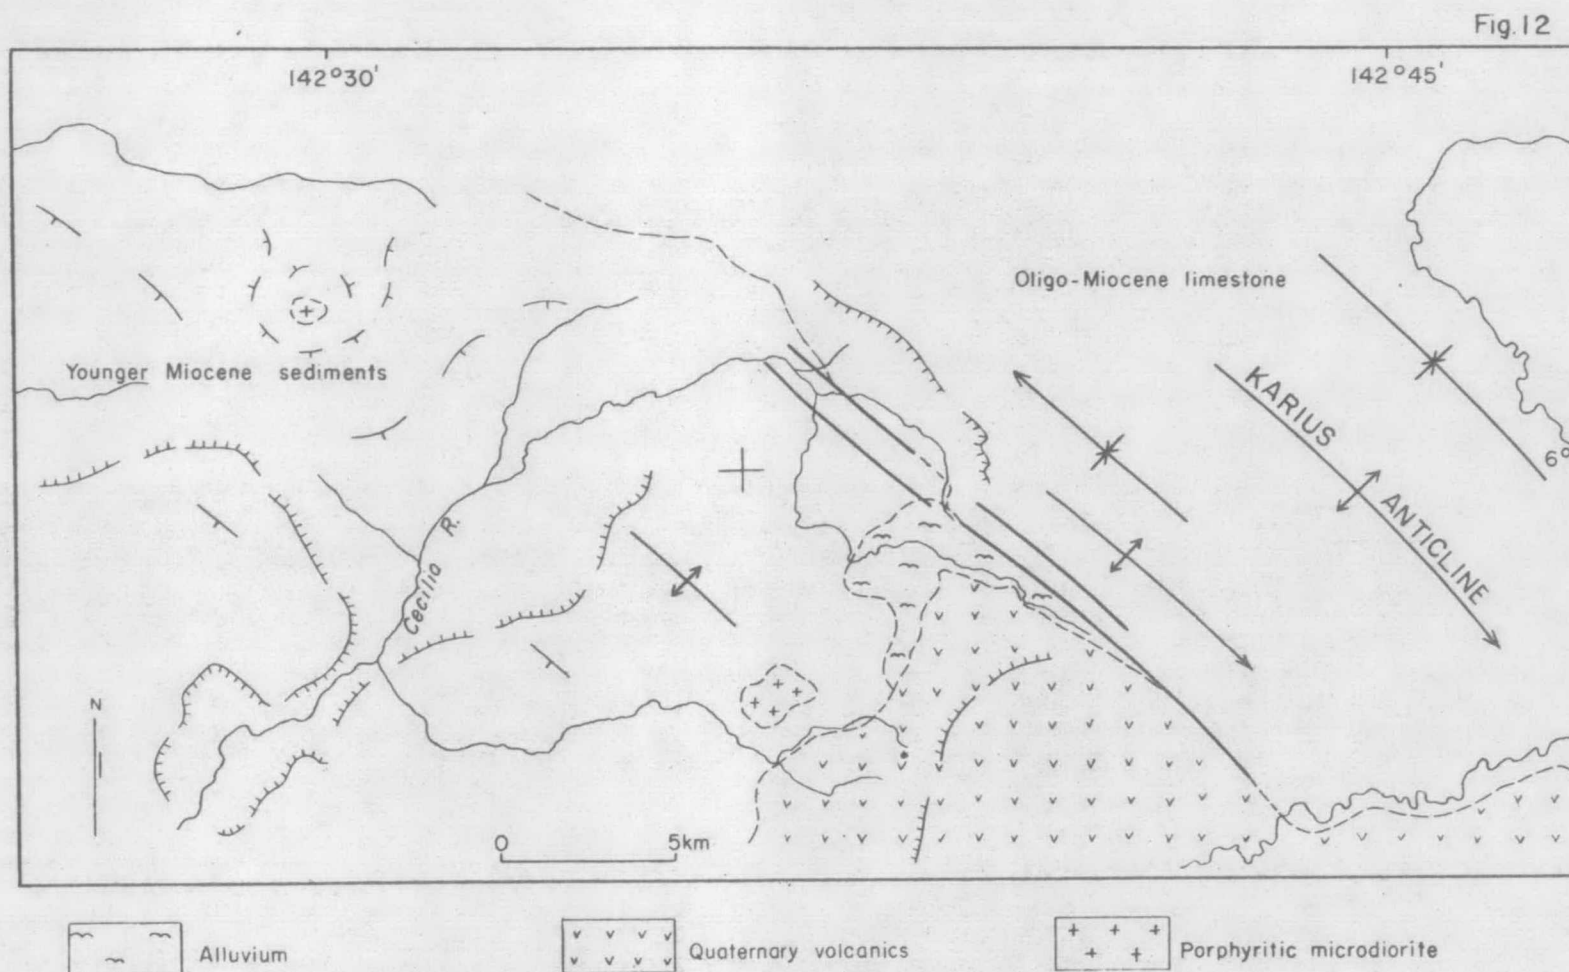 Fig.12
142°30'
142°45'
Oligo-Miocene limestone
Younger Miocene sediments
KARIUS ANTICLINE
6°
Cecilia R.
N
0 5km
Alluvium
Quaternary volcanics
Porphyritic microdiorite